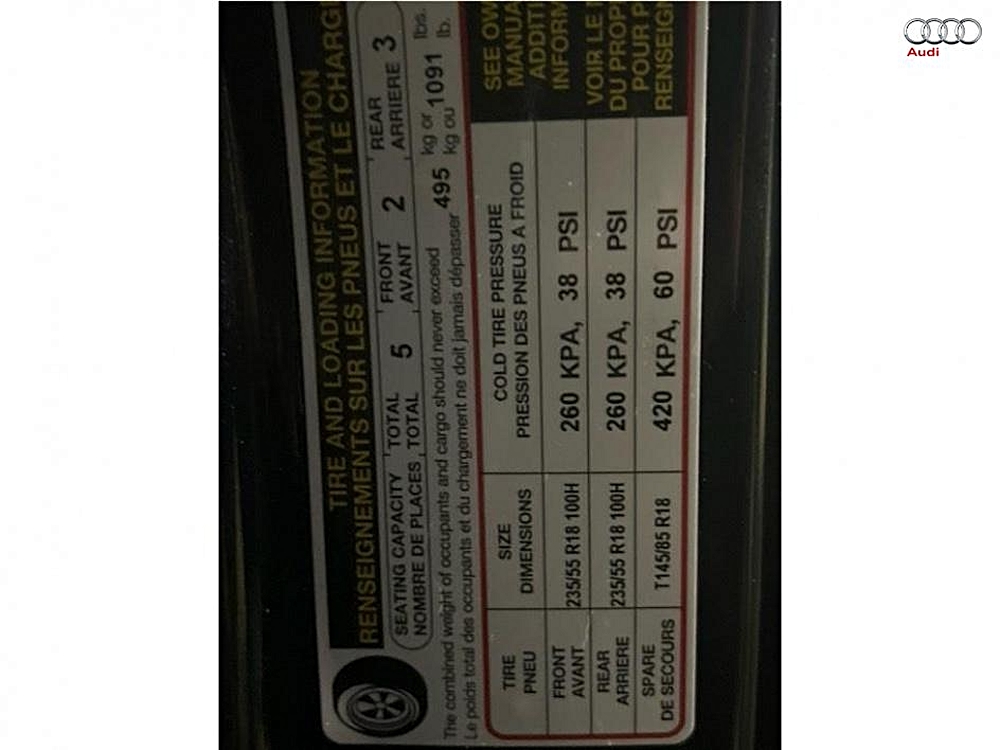 TIRE AND LOADING INFORMATION
RENSEIGNEMENTS SUR LES PNEUS ET LE CHARG
SEATING CAPACITY TOTAL 5 FRONT 2 REAR 3
NOMBRE DE PLACES TOTAL AVANT ARRIERE
The combined weight of occupants and cargo should never exceed 495 kg or 1091 lbs.
Le poids total des occupants et du chargement ne doit jamais dépasser kg ou lb.
TIRE SIZE COLD TIRE PRESSURE
PNEU DIMENSIONS PRESSION DES PNEUS A FROID
FRONT
AVANT 235/55 R18 100H 260 KPA, 38 PSI
REAR
ARRIERE 235/55 R18 100H 260 KPA, 38 PSI
SPARE
DE SECOURS T145/85 R18 420 KPA, 60 PSI
SEE OW
MANUA
ADDITI
INFORM
VOIR LE
DU PROP
POUR P
RENSEIGN
Audi